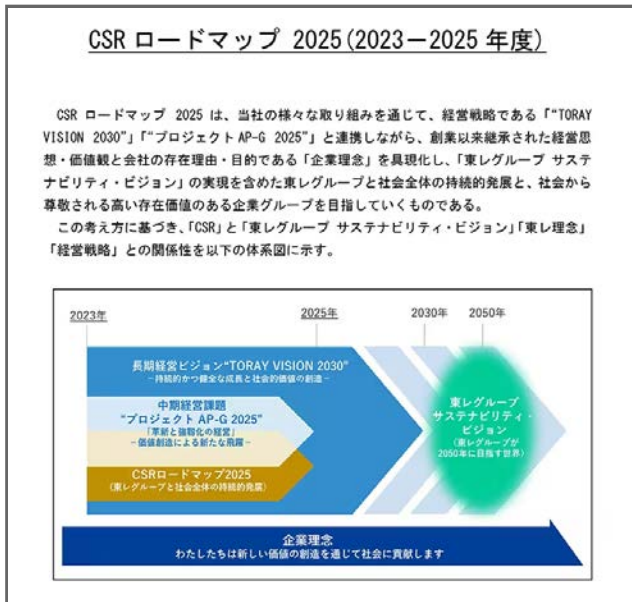 CSR ロードマップ 2025(2023－2025 年度)
CSR ロードマップ 2025 は、当社の様々な取り組みを通じて、経営戦略である「“TORAY
VISION 2030”」「“プロジェクト AP-G 2025”」と連携しながら、創業以来継承された経営思
想・価値観と会社の存在理由・目的である「企業理念」を具現化し、「東レグループ サステ
ナビリティ・ビジョン」の実現を含めた東レグループと社会全体の持続的発展と、社会から
尊敬される高い存在価値のある企業グループを目指していくものである。
この考え方に基づき、「CSR」と「東レグループ サステナビリティ・ビジョン」「東レ理念」
「経営戦略」との関係性を以下の体系図に示す。
2023年
2025年
2030年
2050年
長期経営ビジョン“TORAY VISION 2030”
－持続的かつ健全な成長と社会的価値の創造－
中期経営課題
“プロジェクト AP-G 2025”
「革新と強靱化の経営」
－価値創造による新たな飛躍－
CSRロードマップ2025
(東レグループと社会全体の持続的発展)
東レグループ
サステナビリティ・
ビジョン
(東レグループが
2050年に目指す世界)
企業理念
わたしたちは新しい価値の創造を通じて社会に貢献します